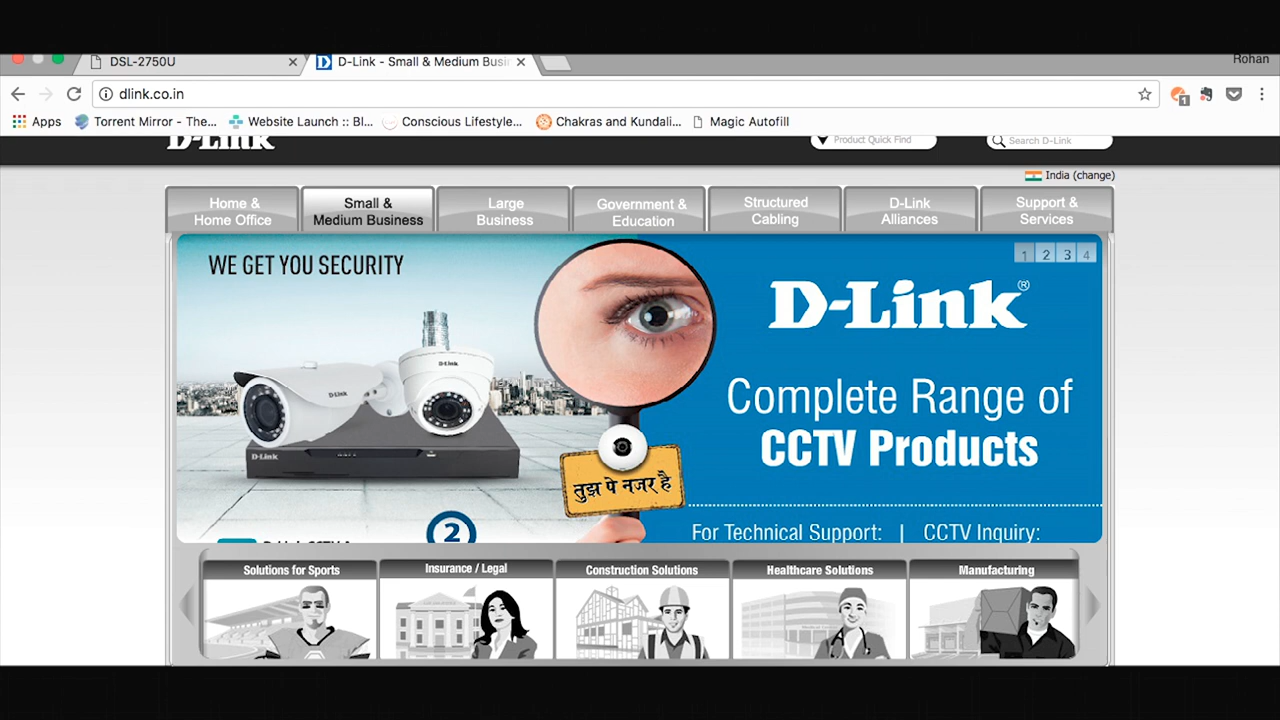 DSL-2750U
D-Link - Small & Medium Busi
Rohan
dlink.co.in
1
Apps
Torrent Mirror - The...
Website Launch :: Bl...
Conscious Lifestyle...
Chakras and Kundali...
Magic Autofill
D-Link
Product Quick Find
Search D-Link
India (change)
Home &
Home Office
Small &
Medium Business
Large
Business
Government &
Education
Structured
Cabling
D-Link
Alliances
Support &
Services
WE GET YOU SECURITY
1 2 3 4
D-Link®
Complete Range of
CCTV Products
D-Link
D-Link
D-Link
तुझ पे नजर है
2
For Technical Support: | CCTV Inquiry:
Solutions for Sports
Insurance / Legal
Construction Solutions
Healthcare Solutions
Manufacturing